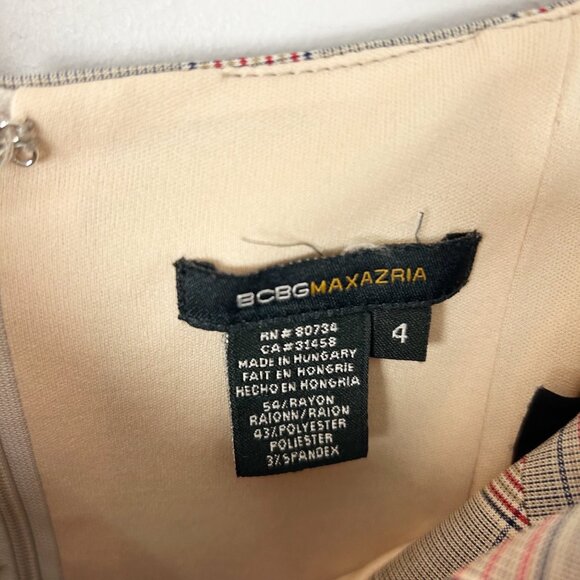 BCBGMAXAZRIA
4
RN # 80734
CA # 31458
MADE IN HUNGARY
FAIT EN HONGRIE
HECHO EN HONGRIA
54% RAYON
RAIONN/RAION
43% POLYESTER
POLIESTER
3% SPANDEX